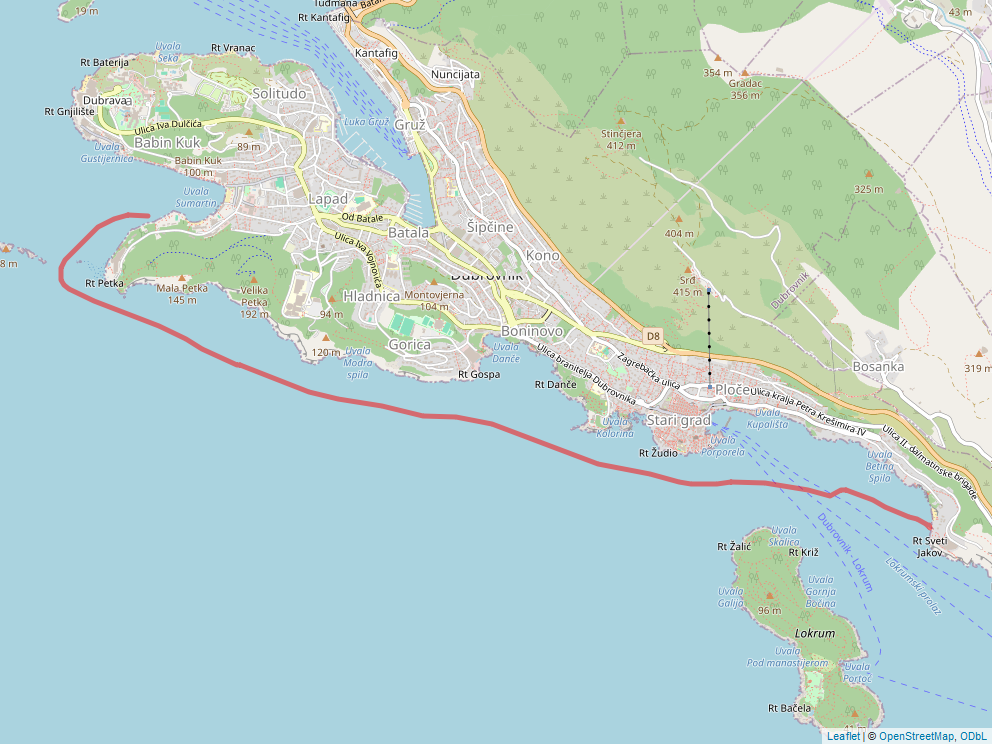 19 m
Tuđmana
Rt Kantafig
Kantafig
43 m
Uvala
Seka
Rt Vranac
Rt Baterija
Nuncijata
354 m
Gradac
356 m
Solitudo
Dubrava
Rt Gnjilište
Ulica Iva Dulčića
Luka Gruž
Gruž
Stinčjera
412 m
Babin Kuk
89 m
Uvala
Gustijernica
Babin Kuk
100 m
325 m
Uvala
Sumartin
Lapad
Od Batale
Batala
Šipčine
404 m
Ulica Iva Vojnovića
Kono
8 m
Rt Petka
Mala Petka
145 m
Velika
Petka
192 m
Hladnica
Montovjerna
104 m
Dubrovnik
Srđ
415 m
Dubrovnik
94 m
Boninovo
D8
120 m
Gorica
Uvala
Modra
spila
Uvala
Danče
Ulica branitelja Dubrovnika
Zagrebačka ulica
Bosanka
319 m
Rt Gospa
Rt Danče
Ploče
Ulica kralja Petra Krešimira IV
Stari grad
Uvala
Kolorina
Uvala
Kupališta
Ulica II. dalmatinske brigade
Rt Žudio
Uvala
Porporela
Uvala
Betina
Spila
Dubrovnik - Lokrum
Rt Sveti
Jakov
Uvala
Skalica
Rt Žalić
Rt Križ
Lokrumski prolaz
Uvala
Galija
Uvala
Gornja
Bočina
96 m
Lokrum
Uvala
Pod manastijerom
Uvala
Portoč
Rt Bačela
41 m
Leaflet | © OpenStreetMap, ODbL